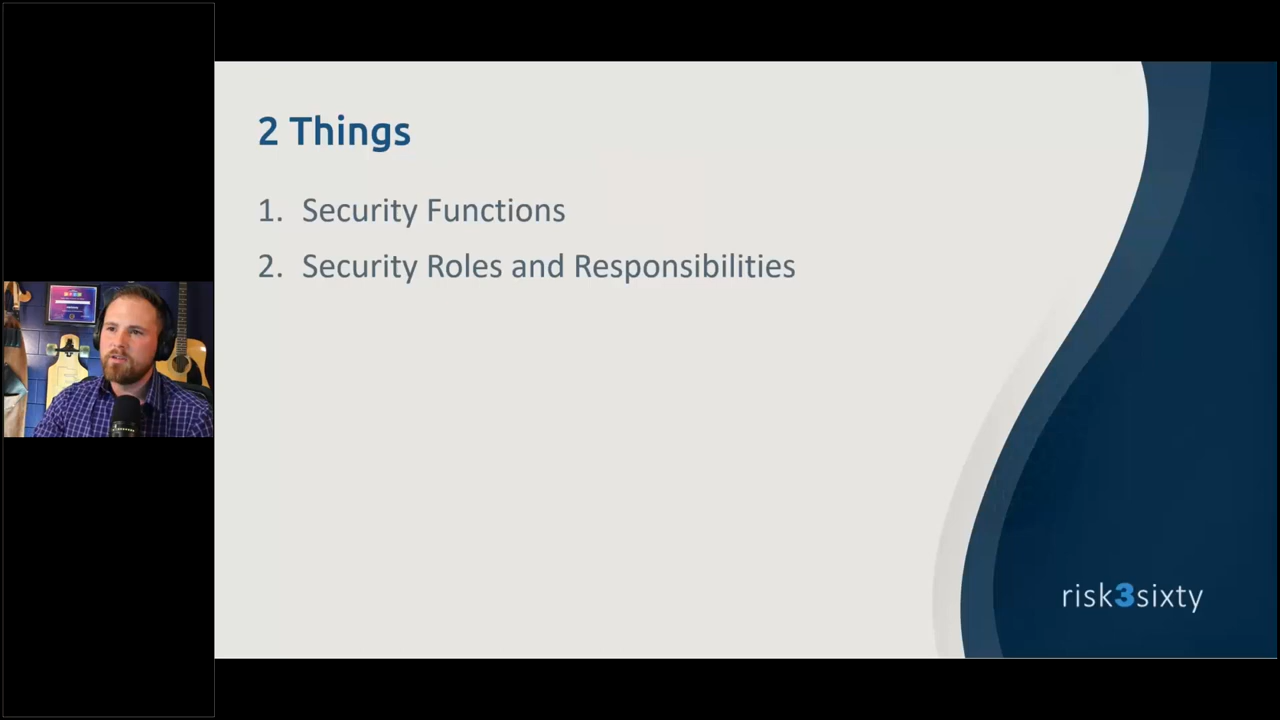 2 Things
1. Security Functions
2. Security Roles and Responsibilities
risk3sixty